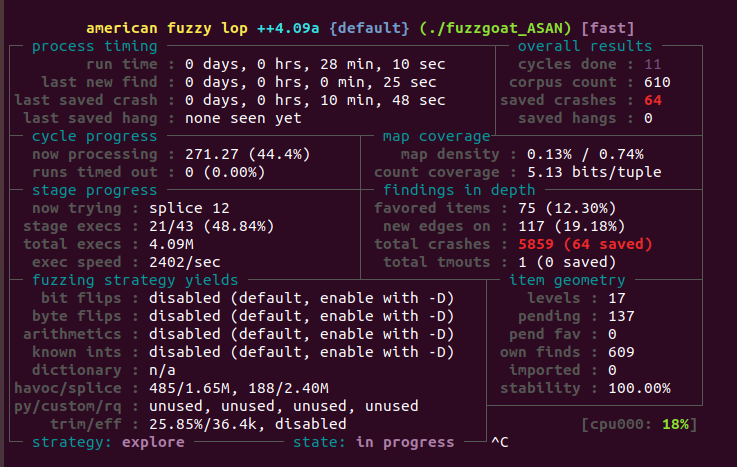 american fuzzy lop ++4.09a {default} (./fuzzgoat_ASAN) [fast]
process timing overall results
run time : 0 days, 0 hrs, 28 min, 10 sec cycles done : 11
last new find : 0 days, 0 hrs, 0 min, 25 sec corpus count : 610
last saved crash : 0 days, 0 hrs, 10 min, 48 sec saved crashes : 64
last saved hang : none seen yet saved hangs : 0
cycle progress map coverage
now processing : 271.27 (44.4%) map density : 0.13% / 0.74%
runs timed out : 0 (0.00%) count coverage : 5.13 bits/tuple
stage progress findings in depth
now trying : splice 12 favored items : 75 (12.30%)
stage execs : 21/43 (48.84%) new edges on : 117 (19.18%)
total execs : 4.09M total crashes : 5859 (64 saved)
exec speed : 2402/sec total tmouts : 1 (0 saved)
fuzzing strategy yields item geometry
bit flips : disabled (default, enable with -D) levels : 17
byte flips : disabled (default, enable with -D) pending : 137
arithmetics : disabled (default, enable with -D) pend fav : 0
known ints : disabled (default, enable with -D) own finds : 609
dictionary : n/a imported : 0
havoc/splice : 485/1.65M, 188/2.40M stability : 100.00%
py/custom/rq : unused, unused, unused, unused
trim/eff : 25.85%/36.4k, disabled [cpu000: 18%]
strategy: explore state: in progress ^C